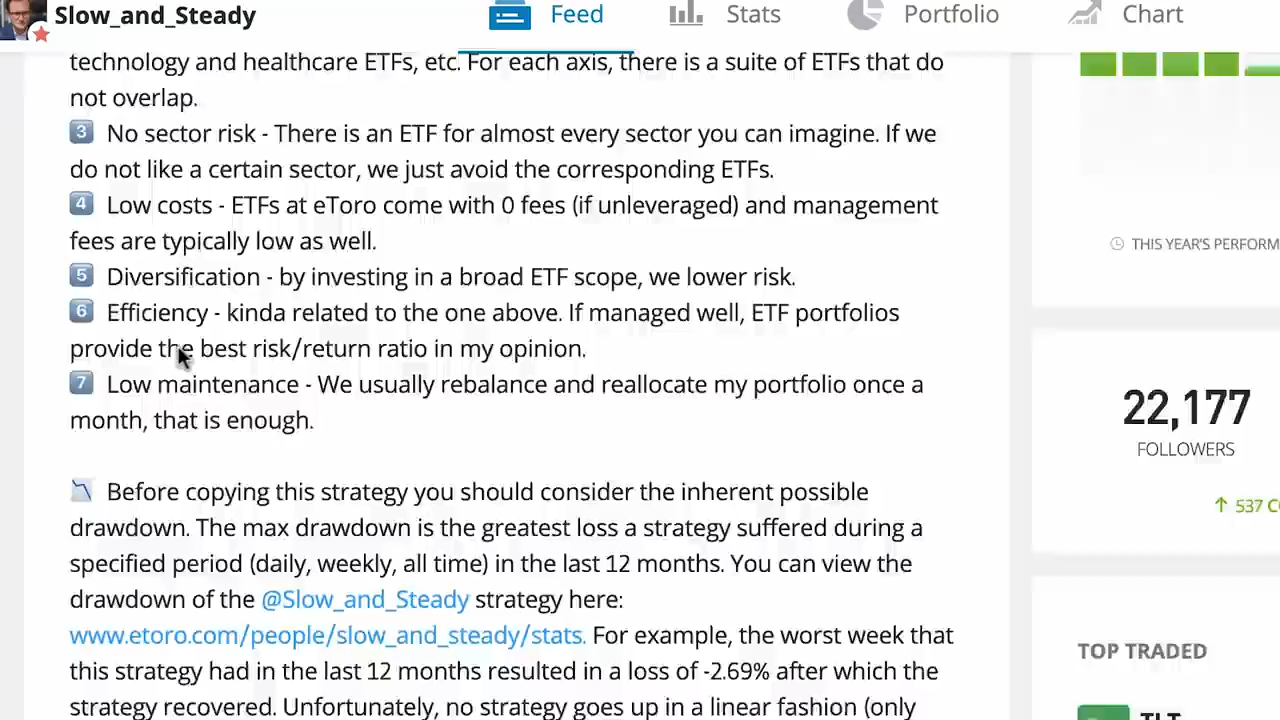 Slow_and_Steady
Feed
Stats
Portfolio
Chart
technology and healthcare ETFs, etc. For each axis, there is a suite of ETFs that do
not overlap.
3 No sector risk - There is an ETF for almost every sector you can imagine. If we
do not like a certain sector, we just avoid the corresponding ETFs.
4 Low costs - ETFs at eToro come with 0 fees (if unleveraged) and management
fees are typically low as well.
5 Diversification - by investing in a broad ETF scope, we lower risk.
6 Efficiency - kinda related to the one above. If managed well, ETF portfolios
provide the best risk/return ratio in my opinion.
7 Low maintenance - We usually rebalance and reallocate my portfolio once a
month, that is enough.
Before copying this strategy you should consider the inherent possible
drawdown. The max drawdown is the greatest loss a strategy suffered during a
specified period (daily, weekly, all time) in the last 12 months. You can view the
drawdown of the @Slow_and_Steady strategy here:
www.etoro.com/people/slow_and_steady/stats. For example, the worst week that
this strategy had in the last 12 months resulted in a loss of -2.69% after which the
strategy recovered. Unfortunately, no strategy goes up in a linear fashion (only
THIS YEAR'S PERFORM
22,177
FOLLOWERS
537
TOP TRADED
TLT